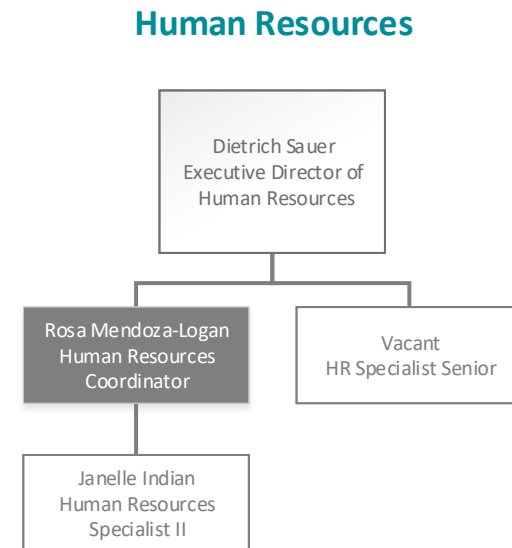 Human Resources
Dietrich Sauer
Executive Director of
Human Resources
Rosa Mendoza-Logan
Human Resources
Coordinator
Vacant
HR Specialist Senior
Janelle Indian
Human Resources
Specialist II